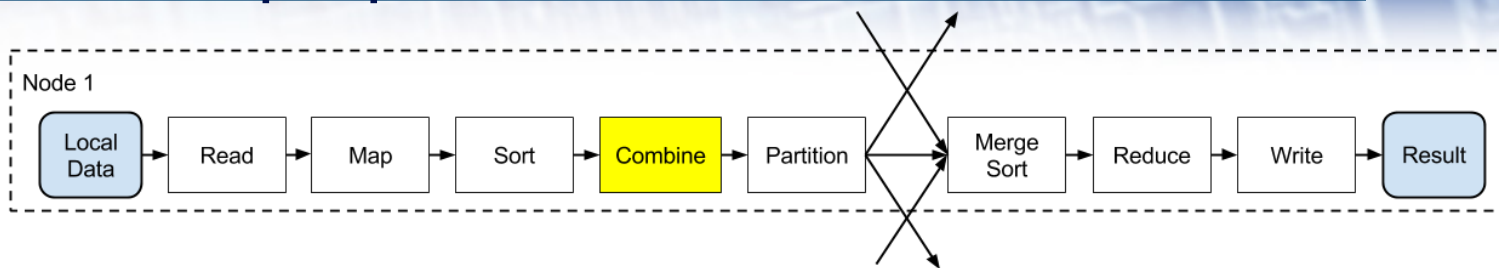 Node 1
Local
Data
Read
Map
Sort
Combine
Partition
Merge
Sort
Reduce
Write
Result